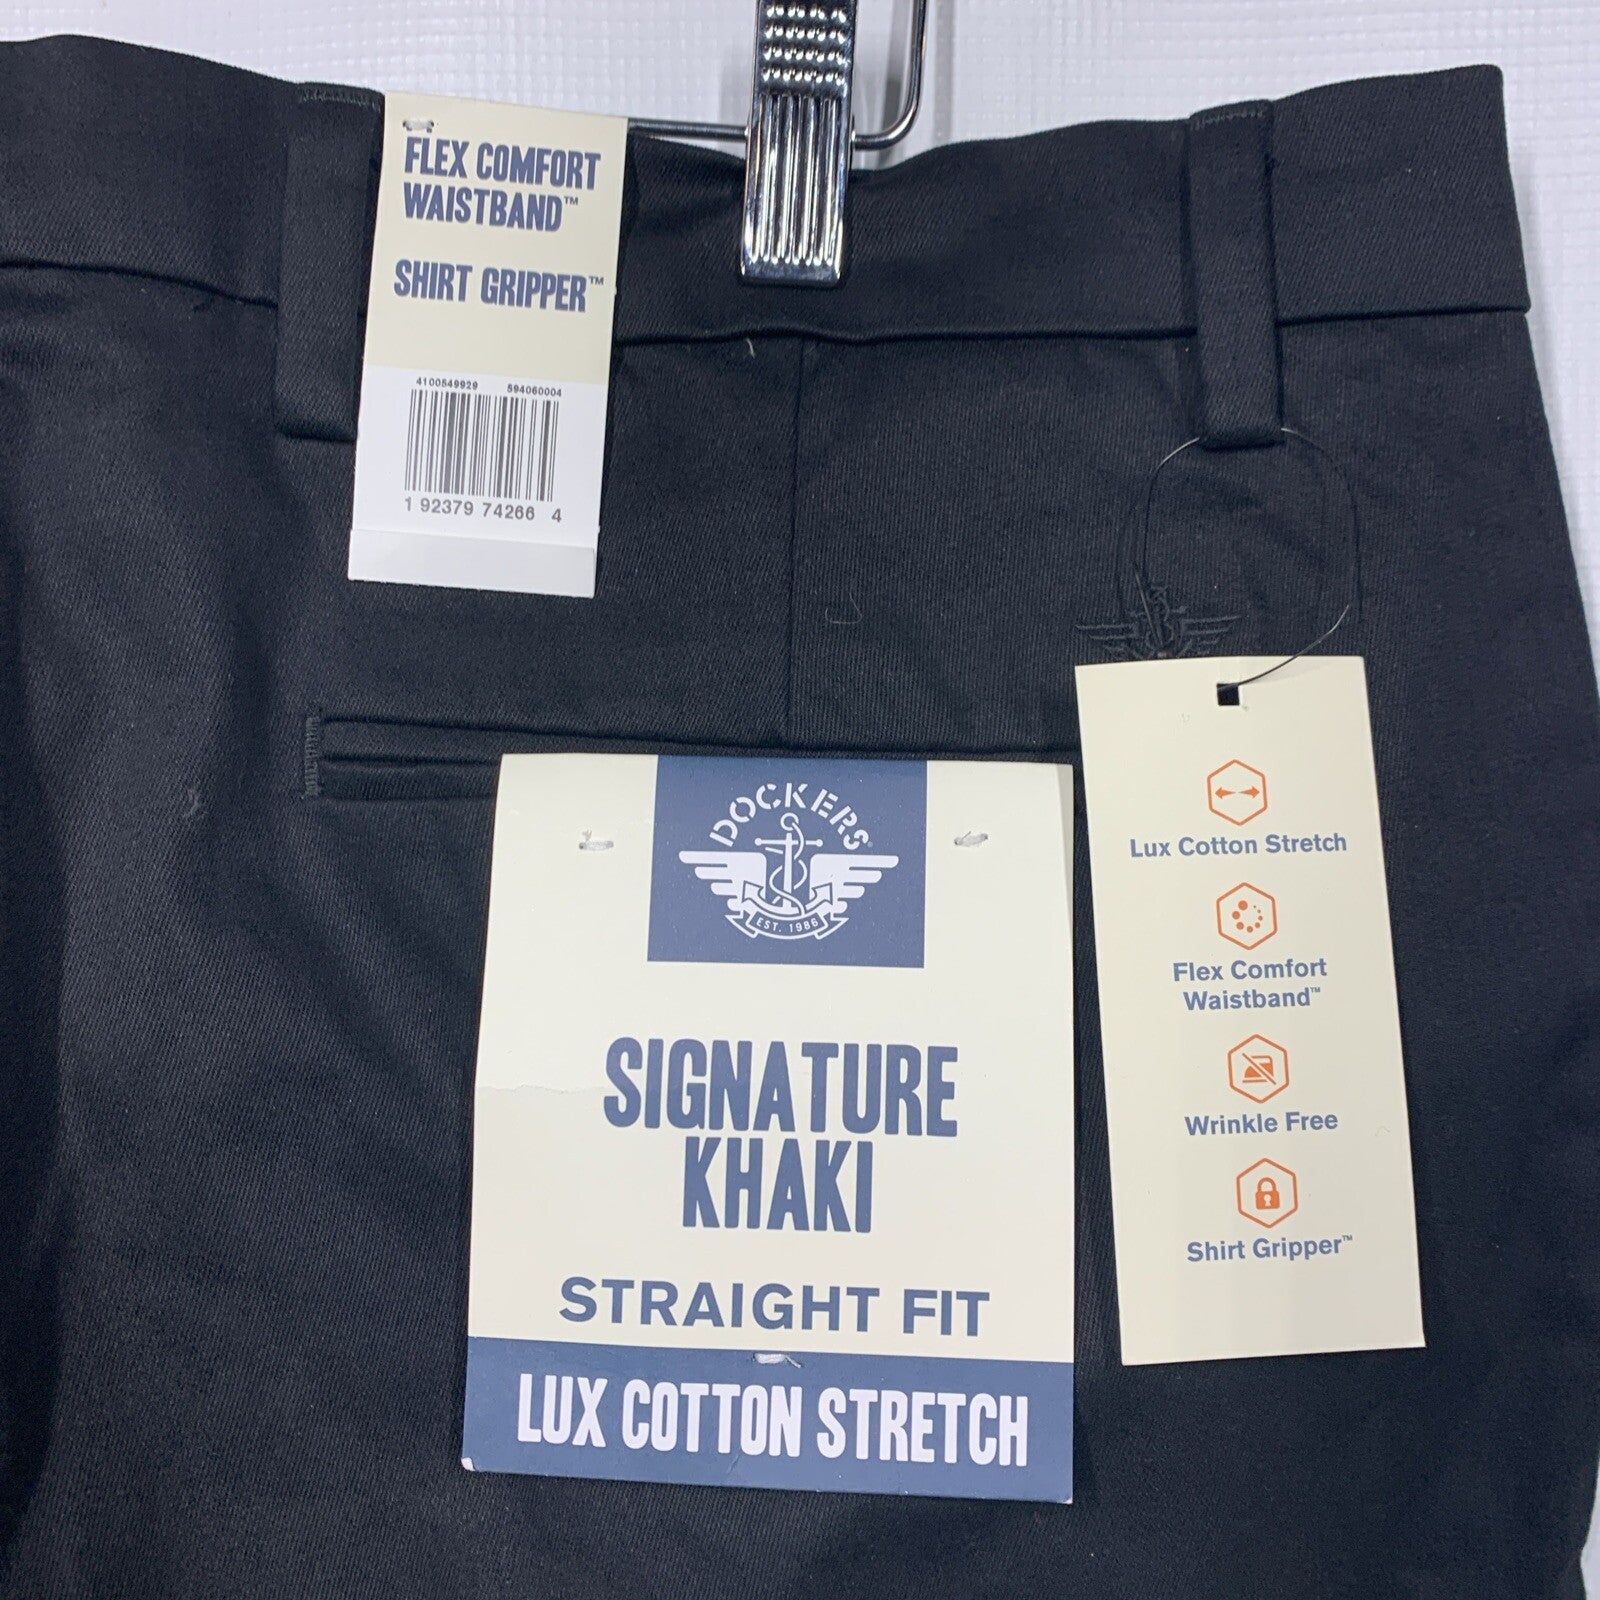 FLEX COMFORT
WAISTBAND™
SHIRT GRIPPER™
4100549929 594060004
1 92379 74266 4
DOCKERS®
EST. 1986
SIGNATURE
KHAKI
STRAIGHT FIT
LUX COTTON STRETCH
Lux Cotton Stretch
Flex Comfort
Waistband™
Wrinkle Free
Shirt Gripper™